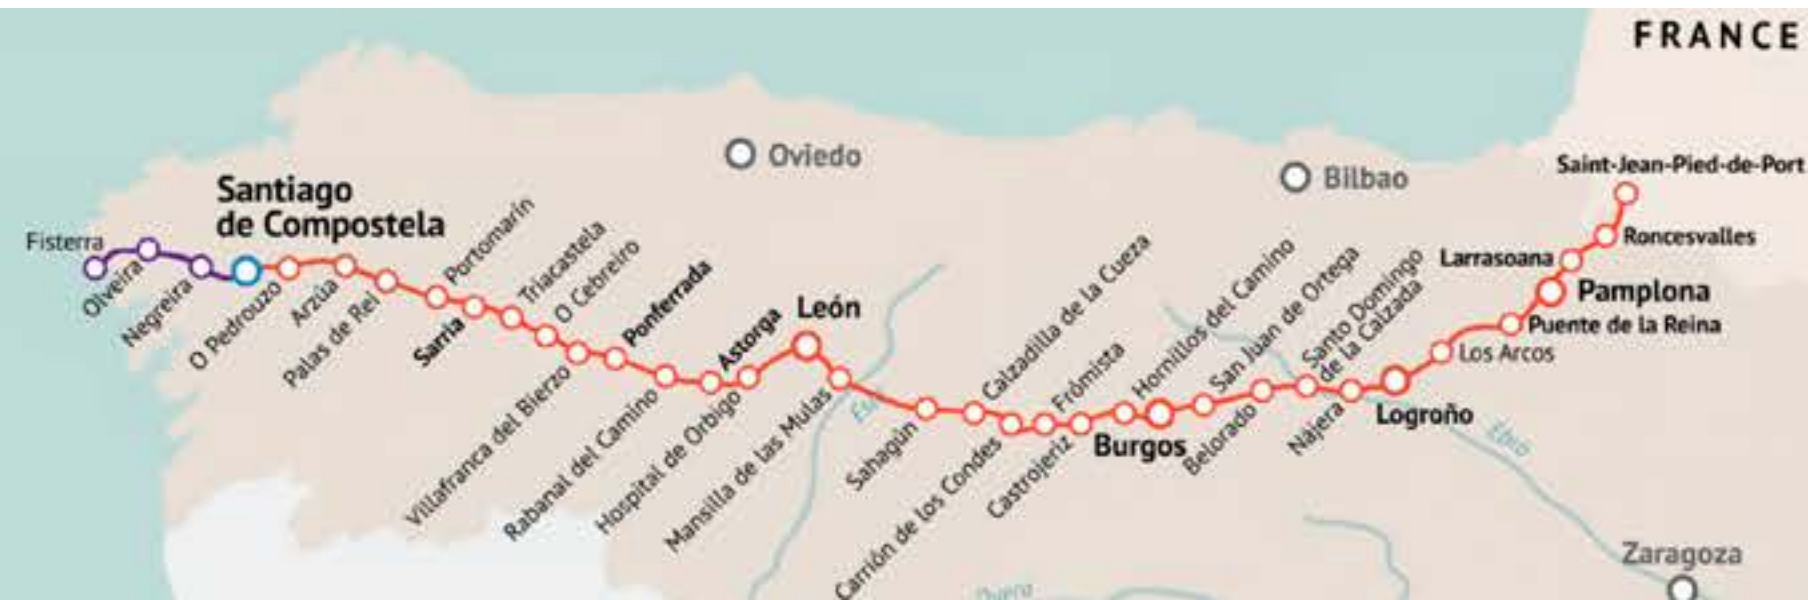 FRANCE
Oviedo
Bilbao
Saint-Jean-Pied-de-Port
Roncesvalles
Larrasoana
Pamplona
Puente de la Reina
Los Arcos
Logroño
Nájera
Santo Domingo
de la Calzada
Belorado
San Juan de Ortega
Burgos
Hornillos del Camino
Castrojeriz
Frómista
Carrión de los Condes
Calzadilla de la Cueza
Sahagún
Mansilla de las Mulas
León
Hospital de Orbigo
Astorga
Rabanal del Camino
Ponferrada
Villafranca del Bierzo
O Cebreiro
Triacastela
Sarria
Portomarín
Palas de Rei
Arzúa
O Pedrouzo
Santiago
de Compostela
Negreira
Olveira
Fisterra
Ebro
Zaragoza